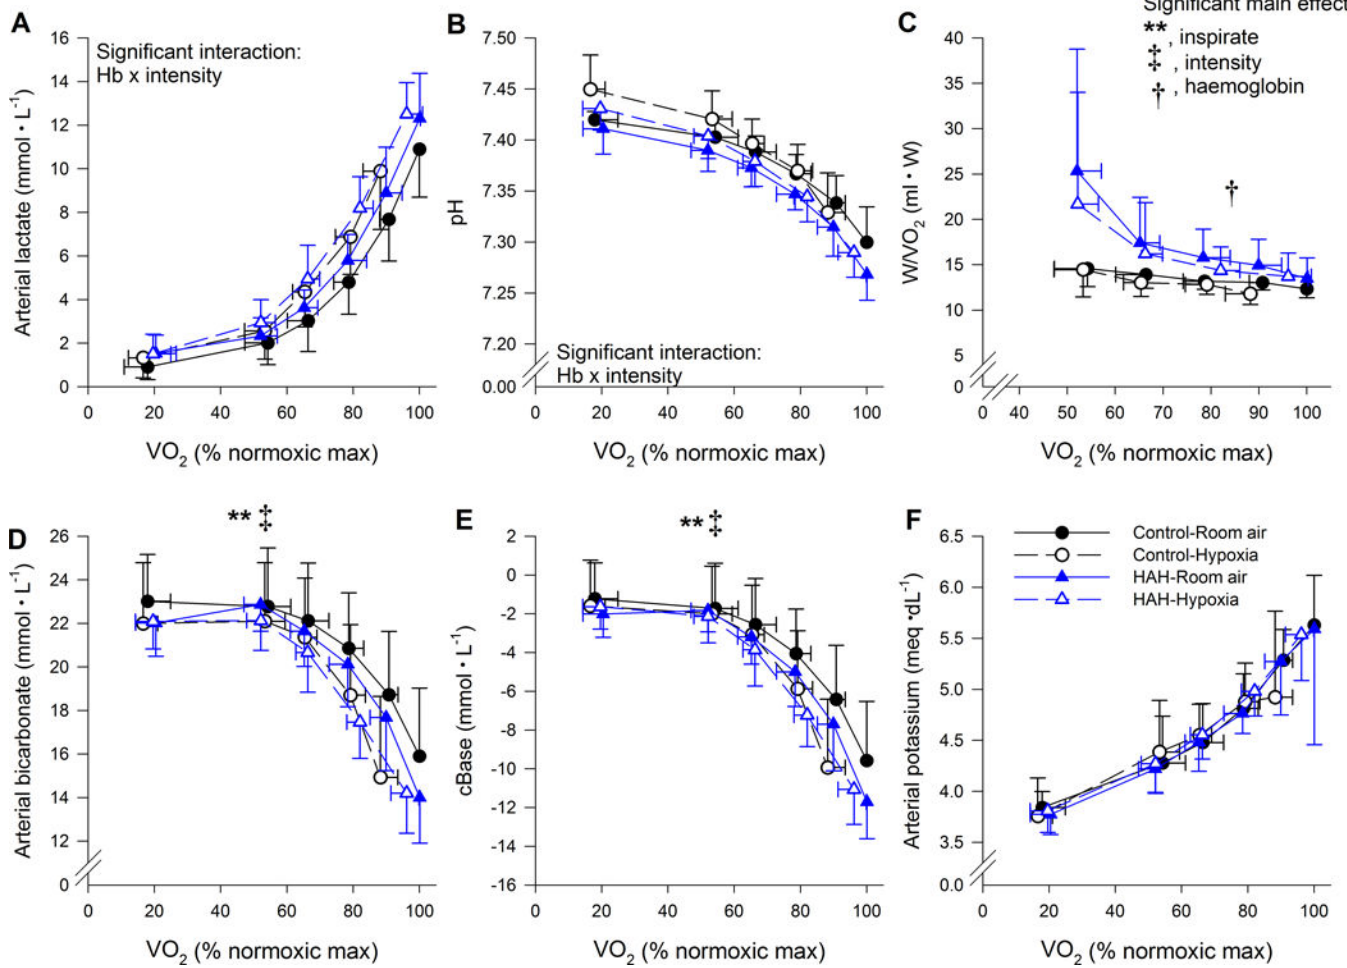 Significant main effect
**, inspirate
‡, intensity
†, haemoglobin
A
16
14
12
10
8
6
4
2
0
Arterial lactate (mmol • L⁻¹)
Significant interaction:
Hb x intensity
0 20 40 60 80 100
VO₂ (% normoxic max)
B
7.50
7.45
7.40
7.35
7.30
7.25
7.20
0.00
pH
Significant interaction:
Hb x intensity
0 20 40 60 80 100
VO₂ (% normoxic max)
C
40
35
30
25
20
15
10
5
0
W/VO₂ (ml • W)
†
0 40 50 60 70 80 90 100
VO₂ (% normoxic max)
D
26
24
22
20
18
16
14
12
0
Arterial bicarbonate (mmol • L⁻¹)
** ‡
0 20 40 60 80 100
VO₂ (% normoxic max)
E
2
0
-2
-4
-6
-8
-10
-12
-14
-16
cBase (mmol • L⁻¹)
** ‡
0 20 40 60 80 100
VO₂ (% normoxic max)
F
6.5
6.0
5.5
5.0
4.5
4.0
3.5
0.0
Arterial potassium (meq •dL⁻¹)
Control-Room air
Control-Hypoxia
HAH-Room air
HAH-Hypoxia
0 20 40 60 80 100
VO₂ (% normoxic max)